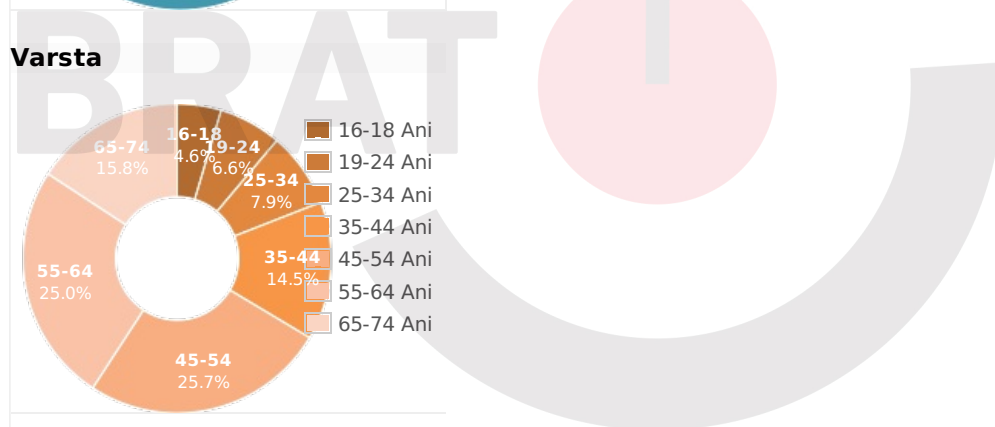 BRAT
Varsta
16-18
4.6%
19-24
6.6%
25-34
7.9%
35-44
14.5%
45-54
25.7%
55-64
25.0%
65-74
15.8%
16-18 Ani
19-24 Ani
25-34 Ani
35-44 Ani
45-54 Ani
55-64 Ani
65-74 Ani